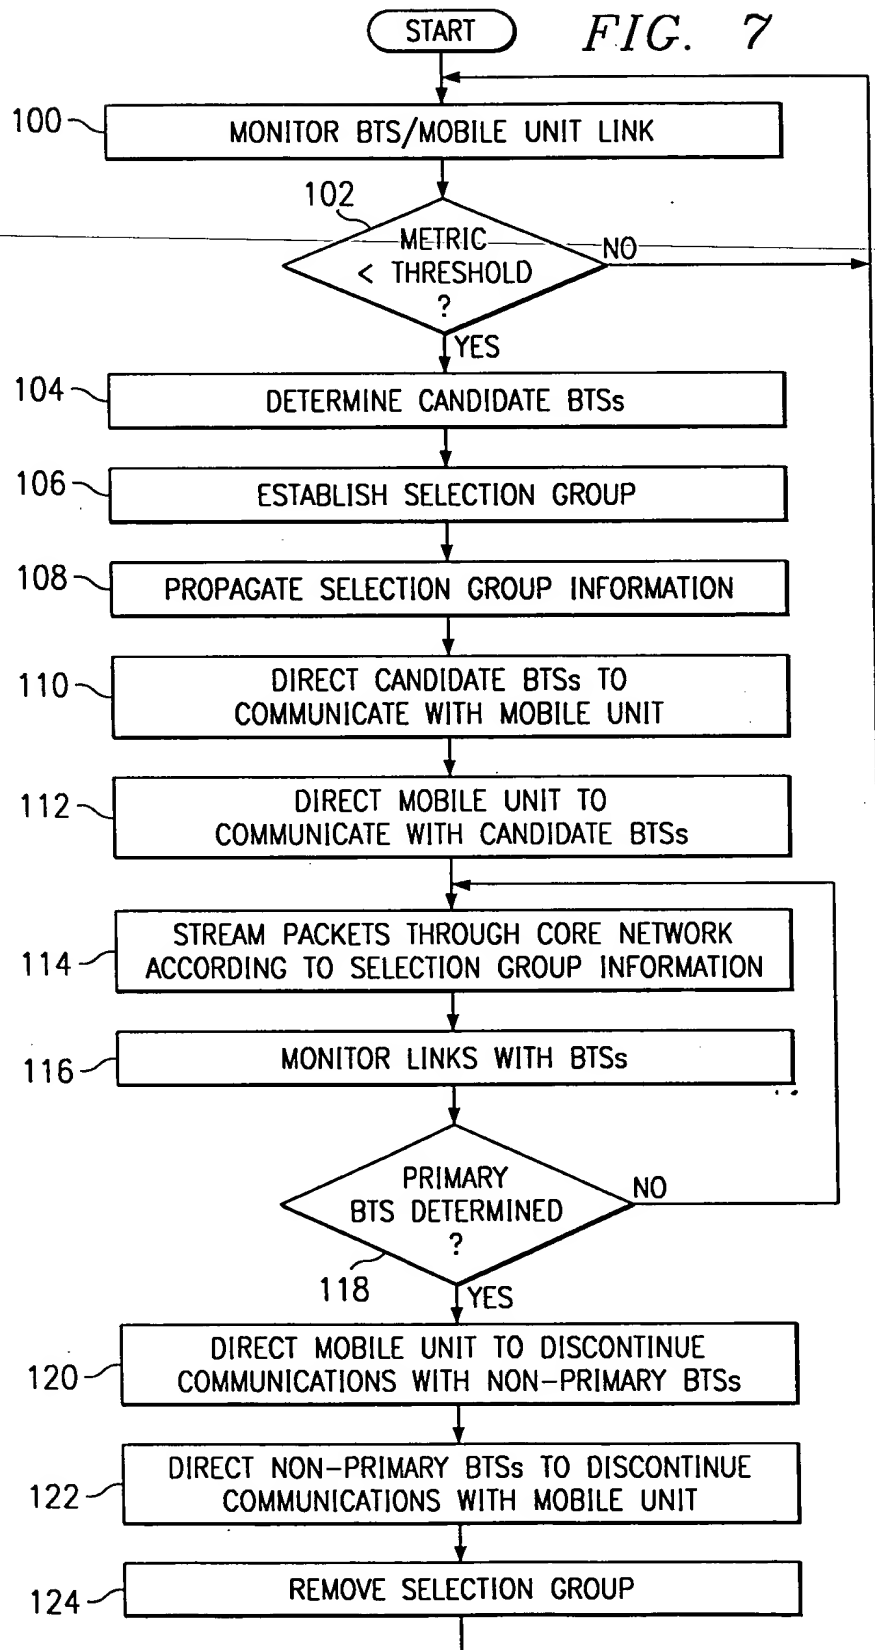 START
FIG. 7
100
MONITOR BTS/MOBILE UNIT LINK
102
METRIC
< THRESHOLD
?
NO
YES
104
DETERMINE CANDIDATE BTSs
106
ESTABLISH SELECTION GROUP
108
PROPAGATE SELECTION GROUP INFORMATION
110
DIRECT CANDIDATE BTSs TO
COMMUNICATE WITH MOBILE UNIT
112
DIRECT MOBILE UNIT TO
COMMUNICATE WITH CANDIDATE BTSs
114
STREAM PACKETS THROUGH CORE NETWORK
ACCORDING TO SELECTION GROUP INFORMATION
116
MONITOR LINKS WITH BTSs
PRIMARY
BTS DETERMINED
?
NO
118
YES
120
DIRECT MOBILE UNIT TO DISCONTINUE
COMMUNICATIONS WITH NON-PRIMARY BTSs
122
DIRECT NON-PRIMARY BTSs TO DISCONTINUE
COMMUNICATIONS WITH MOBILE UNIT
124
REMOVE SELECTION GROUP